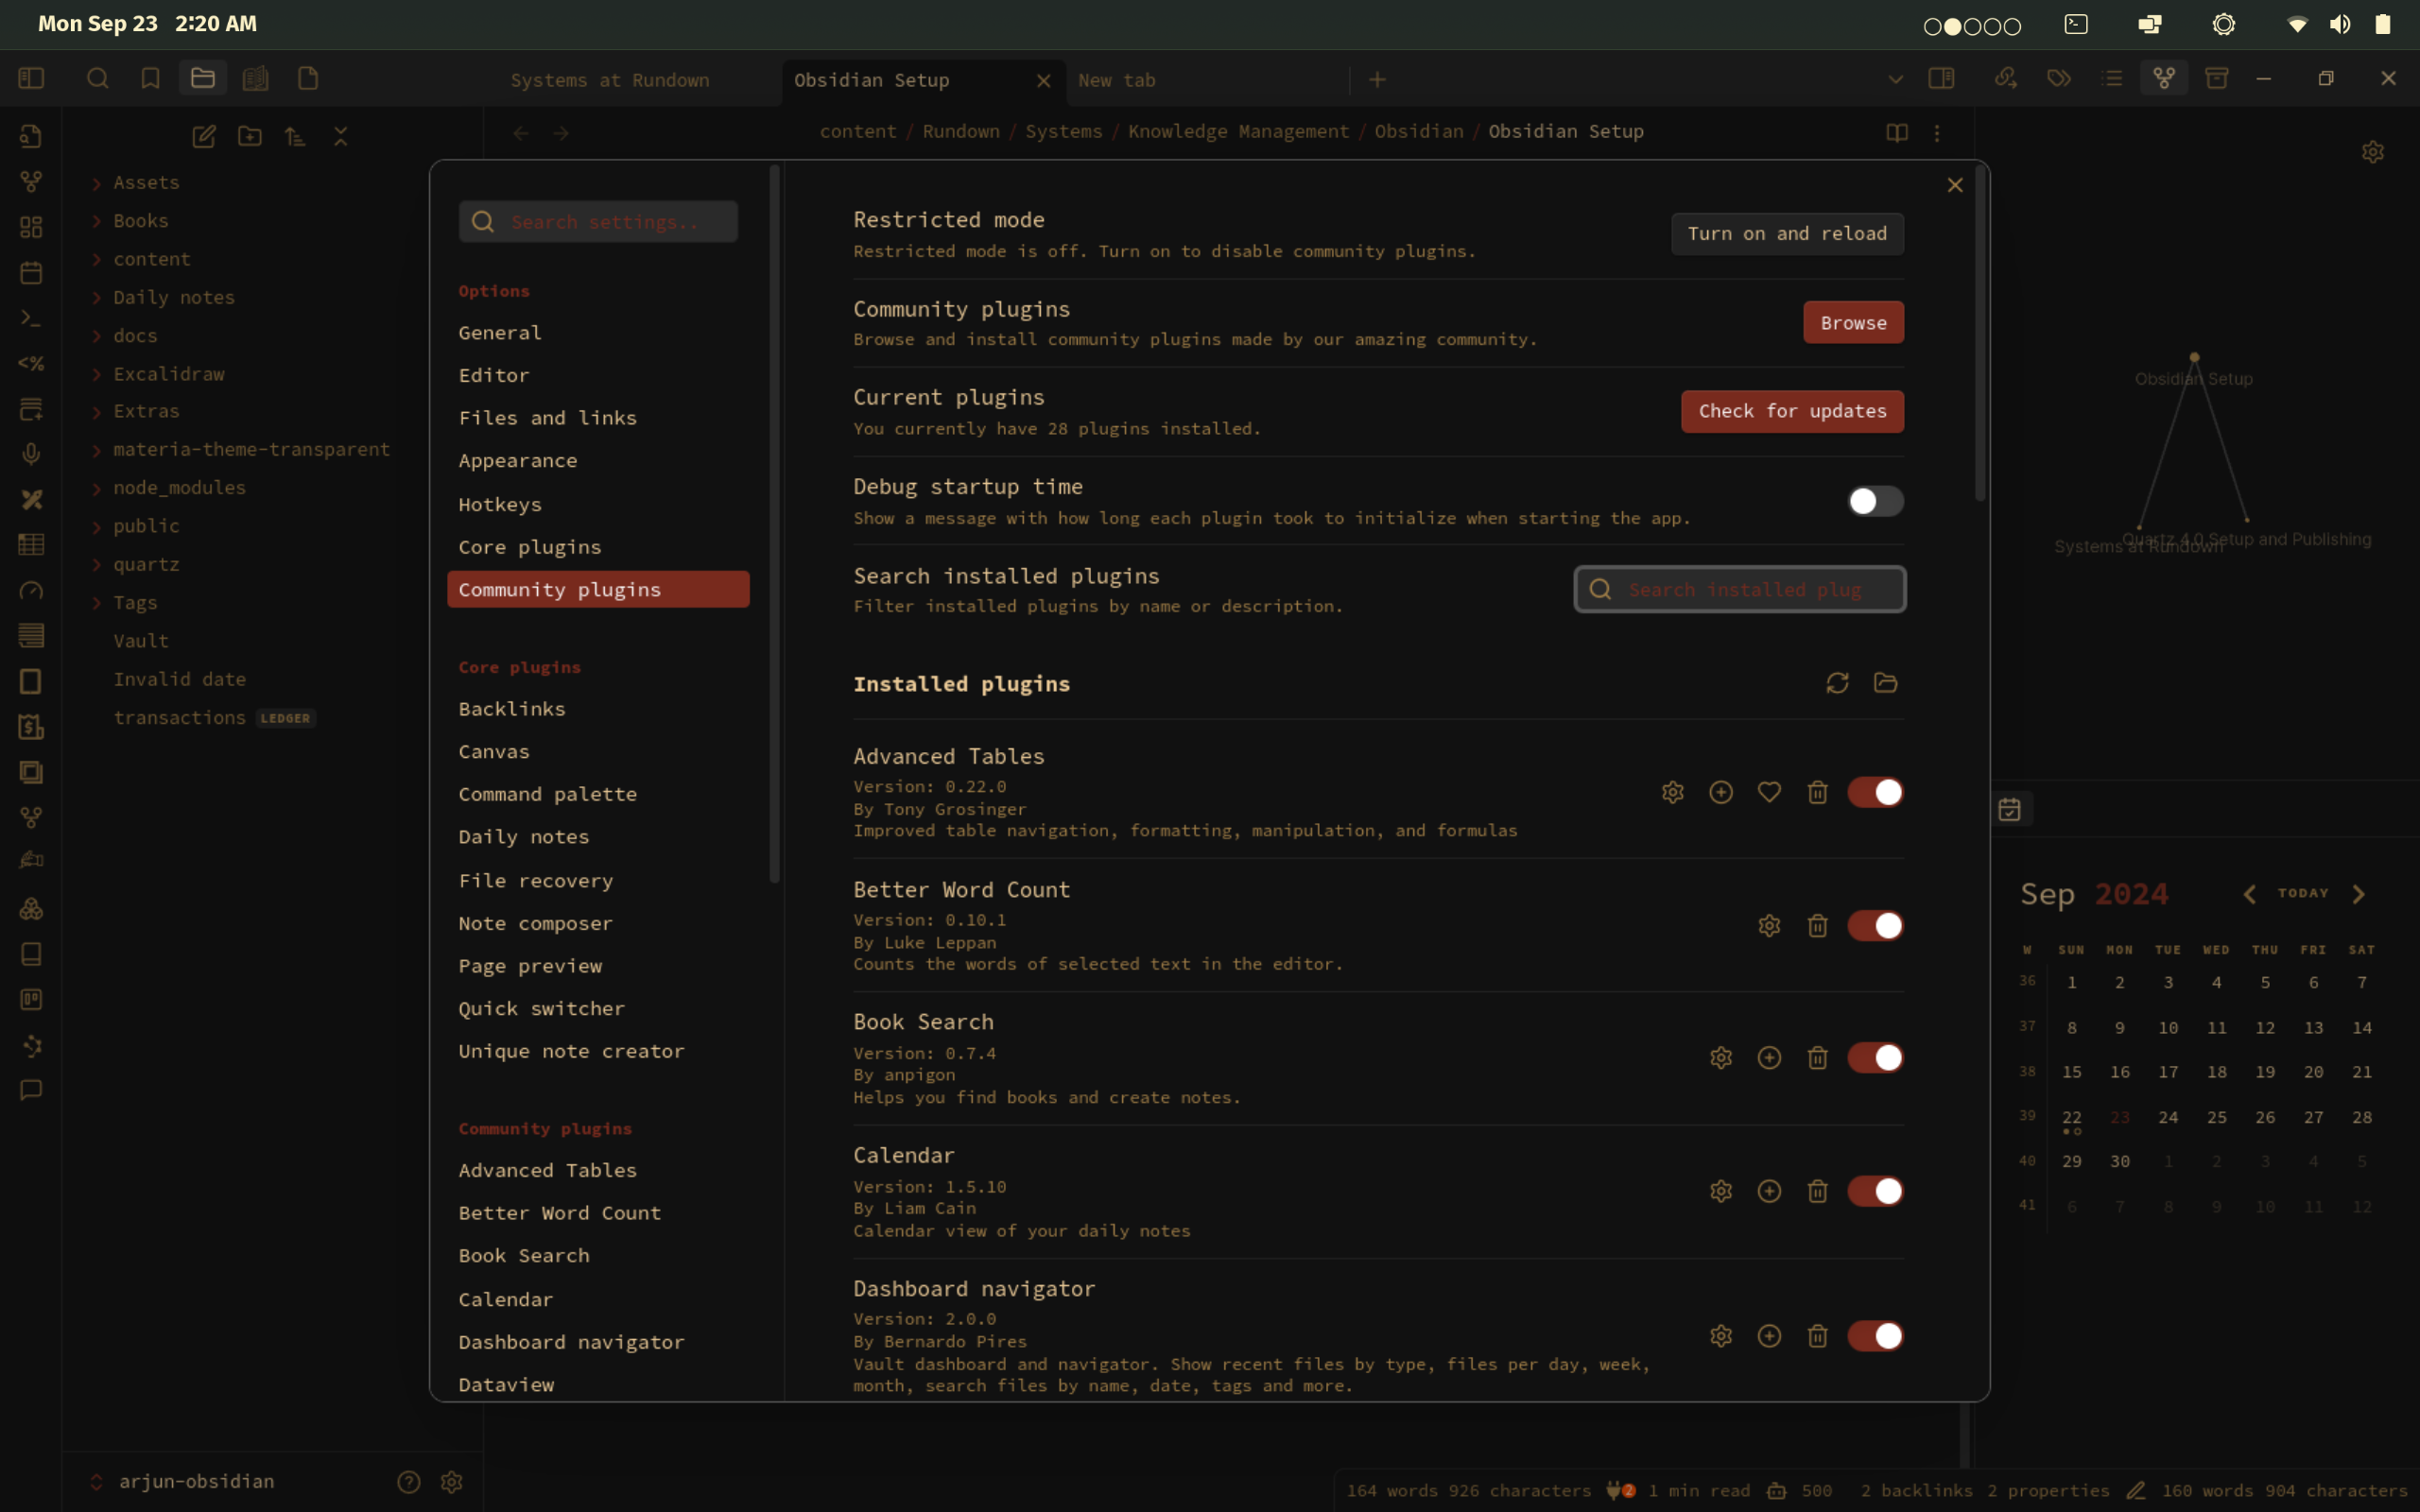 Mon Sep 23 2:20 AM
Systems at Rundown
Obsidian Setup
New tab
content / Rundown / Systems / Knowledge Management / Obsidian / Obsidian Setup
Assets
Books
content
Daily notes
docs
Excalidraw
Extras
materia-theme-transparent
node_modules
public
quartz
Tags
Vault
Invalid date
transactions LEDGER
arjun-obsidian
Search settings..
Options
General
Editor
Files and links
Appearance
Hotkeys
Core plugins
Community plugins
Core plugins
Backlinks
Canvas
Command palette
Daily notes
File recovery
Note composer
Page preview
Quick switcher
Unique note creator
Community plugins
Advanced Tables
Better Word Count
Book Search
Calendar
Dashboard navigator
Dataview
Restricted mode
Restricted mode is off. Turn on to disable community plugins.
Turn on and reload
Community plugins
Browse and install community plugins made by our amazing community.
Browse
Current plugins
You currently have 28 plugins installed.
Check for updates
Debug startup time
Show a message with how long each plugin took to initialize when starting the app.
Search installed plugins
Filter installed plugins by name or description.
Search installed plug
Installed plugins
Advanced Tables
Version: 0.22.0
By Tony Grosinger
Improved table navigation, formatting, manipulation, and formulas
Better Word Count
Version: 0.10.1
By Luke Leppan
Counts the words of selected text in the editor.
Book Search
Version: 0.7.4
By anpigon
Helps you find books and create notes.
Calendar
Version: 1.5.10
By Liam Cain
Calendar view of your daily notes
Dashboard navigator
Version: 2.0.0
By Bernardo Pires
Vault dashboard and navigator. Show recent files by type, files per day, week,
month, search files by name, date, tags and more.
Obsidian Setup
Systems at Rundown
Quartz 4.0 Setup and Publishing
Sep 2024
TODAY
W SUN MON TUE WED THU FRI SAT
36 1 2 3 4 5 6 7
37 8 9 10 11 12 13 14
38 15 16 17 18 19 20 21
39 22 23 24 25 26 27 28
40 29 30 1 2 3 4 5
41 6 7 8 9 10 11 12
164 words 926 characters 2 1 min read 500 2 backlinks 2 properties 160 words 904 characters